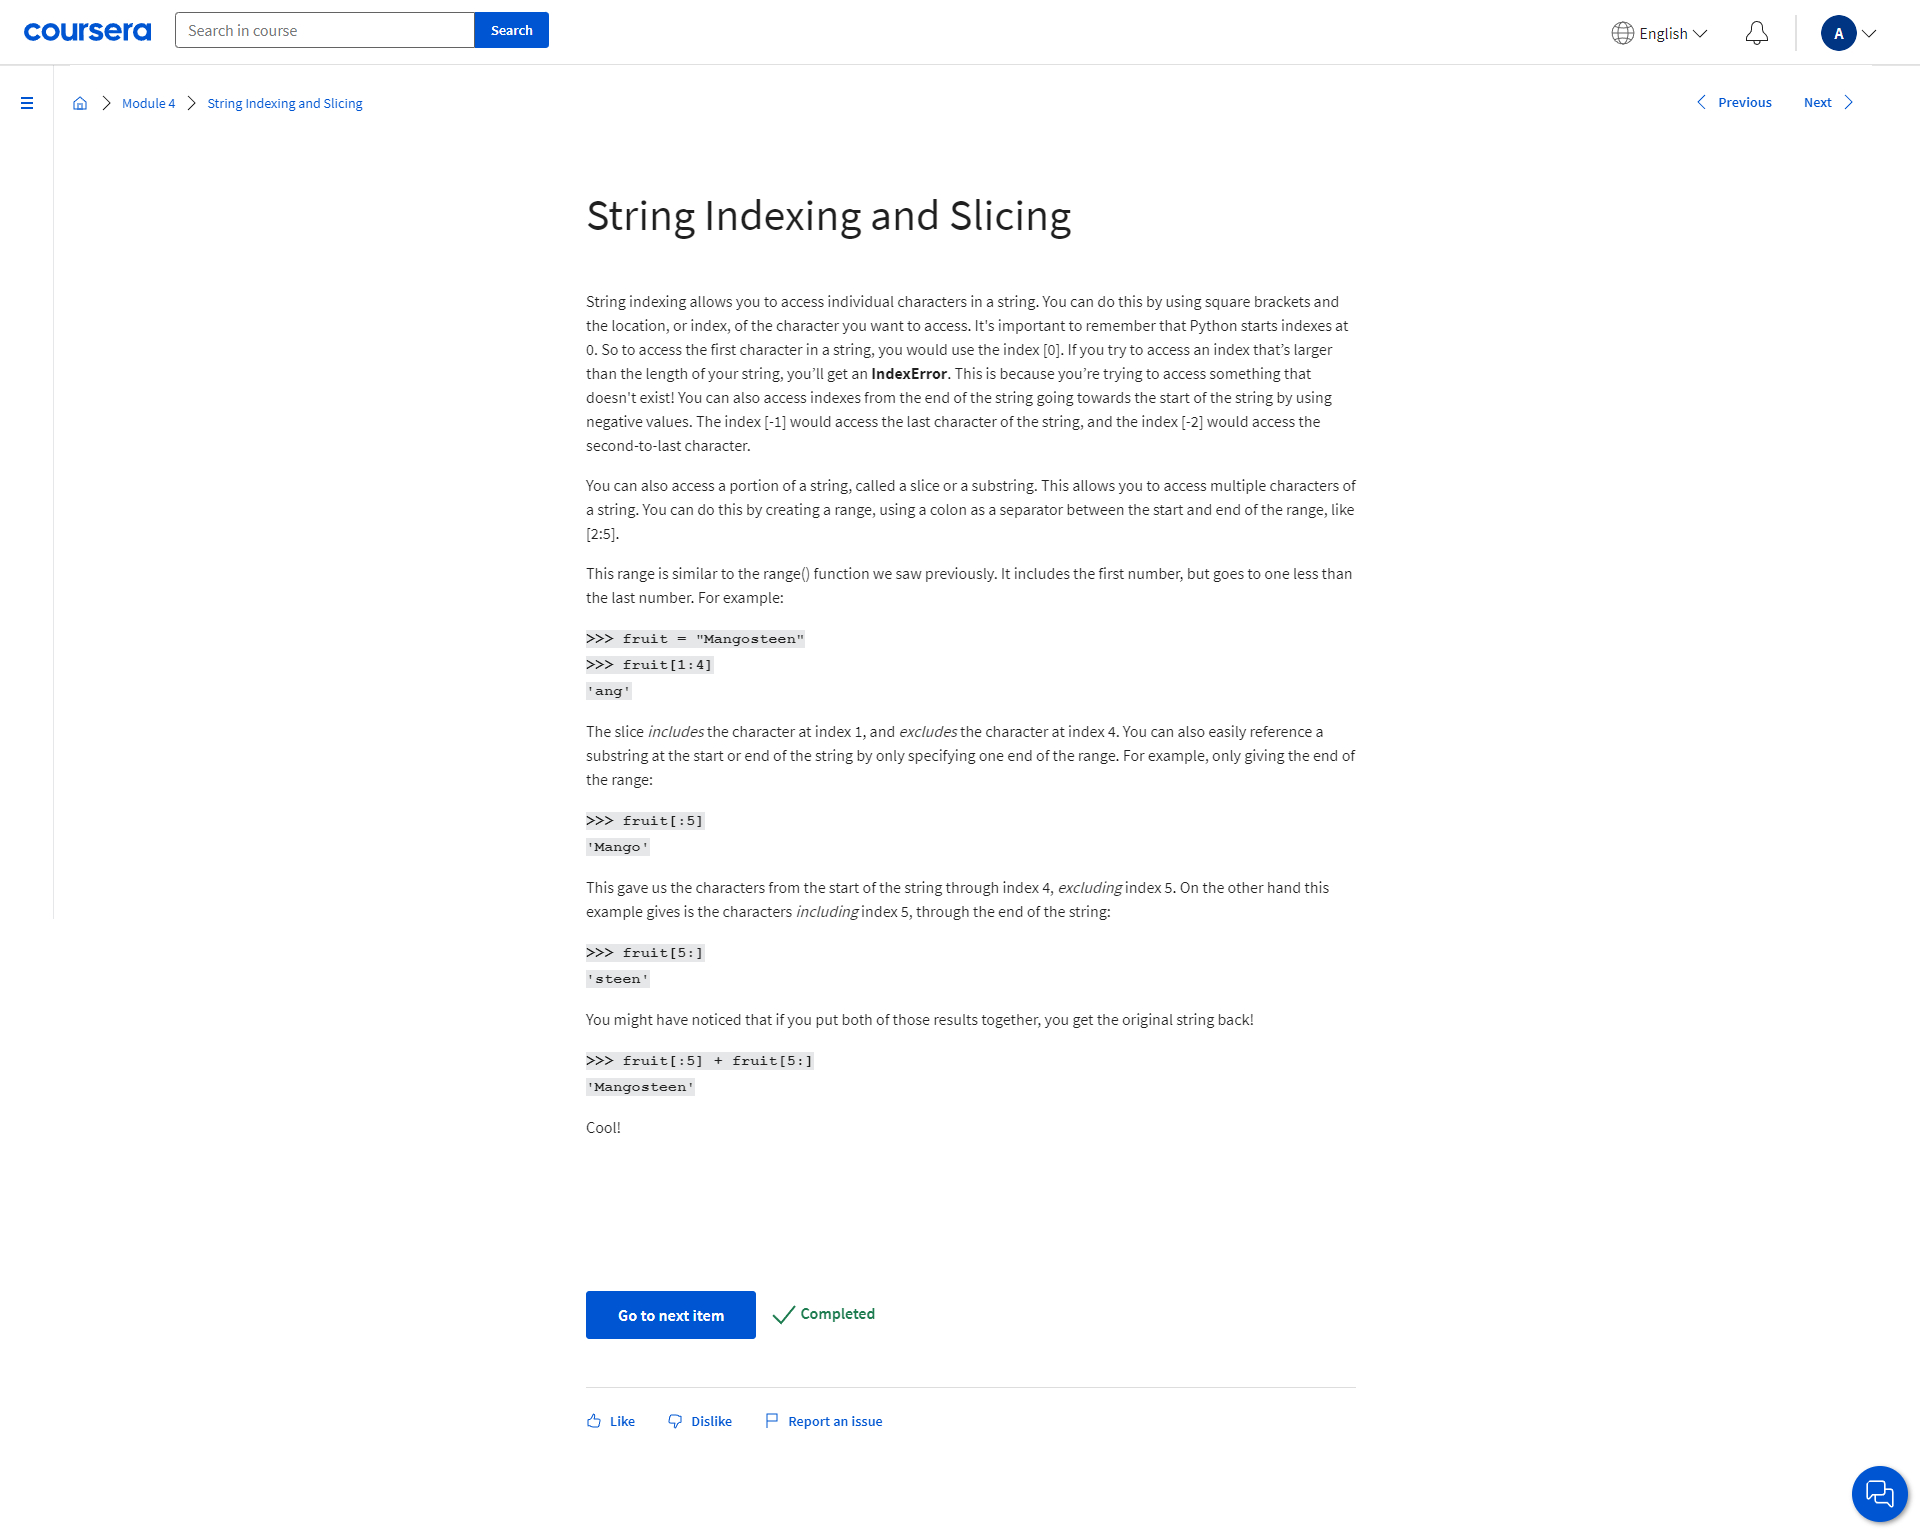 coursera
Search in course
Search
English
A
Module 4
String Indexing and Slicing
Previous
Next
String Indexing and Slicing
String indexing allows you to access individual characters in a string. You can do this by using square brackets and
the location, or index, of the character you want to access. It's important to remember that Python starts indexes at
0. So to access the first character in a string, you would use the index [0]. If you try to access an index that’s larger
than the length of your string, you’ll get an IndexError. This is because you’re trying to access something that
doesn't exist! You can also access indexes from the end of the string going towards the start of the string by using
negative values. The index [-1] would access the last character of the string, and the index [-2] would access the
second-to-last character.
You can also access a portion of a string, called a slice or a substring. This allows you to access multiple characters of
a string. You can do this by creating a range, using a colon as a separator between the start and end of the range, like
[2:5].
This range is similar to the range() function we saw previously. It includes the first number, but goes to one less than
the last number. For example:
>>> fruit = "Mangosteen"
>>> fruit[1:4]
'ang'
The slice includes the character at index 1, and excludes the character at index 4. You can also easily reference a
substring at the start or end of the string by only specifying one end of the range. For example, only giving the end of
the range:
>>> fruit[:5]
'Mango'
This gave us the characters from the start of the string through index 4, excluding index 5. On the other hand this
example gives is the characters including index 5, through the end of the string:
>>> fruit[5:]
'steen'
You might have noticed that if you put both of those results together, you get the original string back!
>>> fruit[:5] + fruit[5:]
'Mangosteen'
Cool!
Go to next item
Completed
Like
Dislike
Report an issue